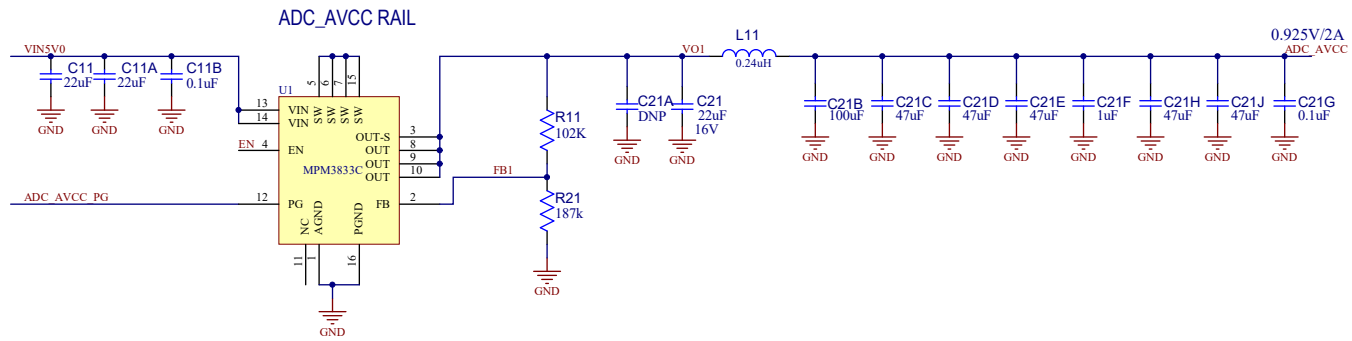 ADC_AVCC RAIL
VIN5V0
C11
22uF
C11A
22uF
C11B
0.1uF
GND
GND
GND
U1
5
6
7
15
SW
SW
SW
SW
13
VIN
14
VIN
EN
4
EN
ADC_AVCC_PG
12
PG
MPM3833C
OUT-S
3
OUT
8
OUT
9
OUT
10
FB
2
NC
AGND
PGND
11
1
16
GND
FB1
R11
102K
R21
187k
GND
C21A
DNP
GND
C21
22uF
16V
GND
VO1
L11
0.24uH
0.925V/2A
ADC_AVCC
C21B
100uF
C21C
47uF
C21D
47uF
C21E
47uF
C21F
1uF
C21H
47uF
C21J
47uF
C21G
0.1uF
GND
GND
GND
GND
GND
GND
GND
GND